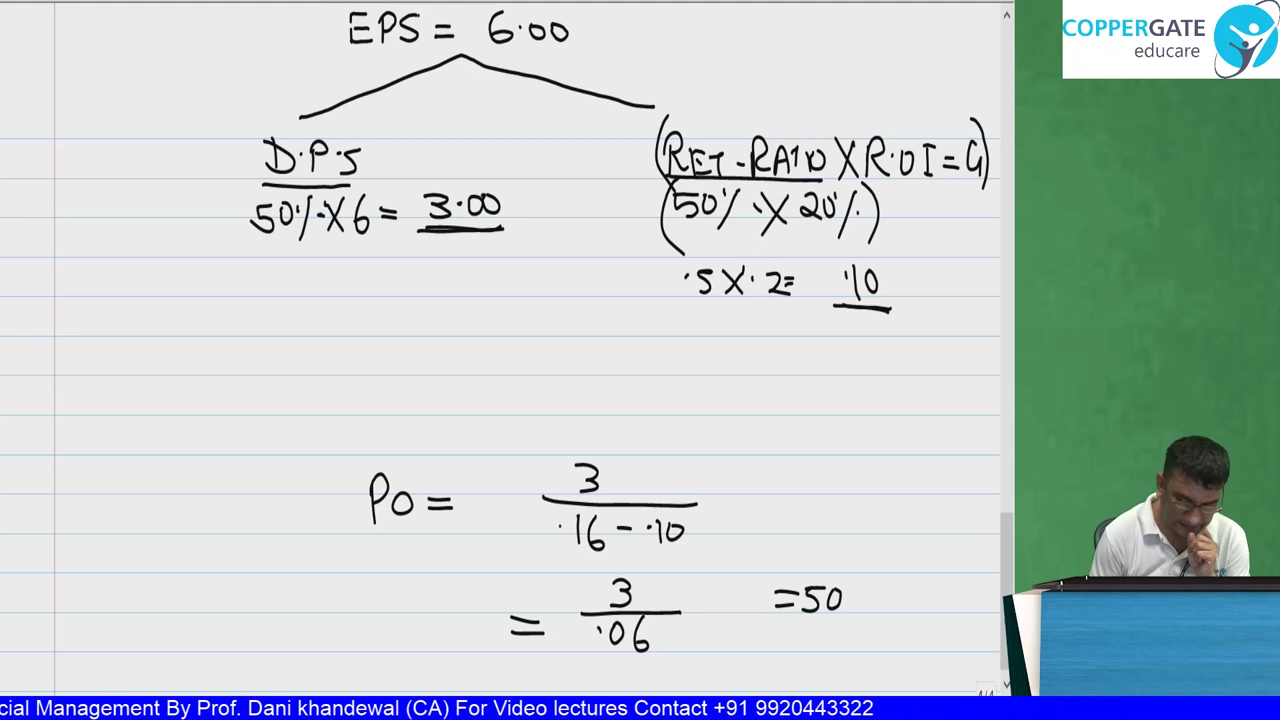 EPS = 6.00
COPPERGATE
educare
D.P.S
50% X 6 = 3.00
(RET-RATIO X R.OI = G)
(50% X 20%)
.5 X .2 = .10
PO = 3
.16 - .10
= 3 = 50
.06
cial Management By Prof. Dani khandewal (CA) For Video lectures Contact +91 9920443322